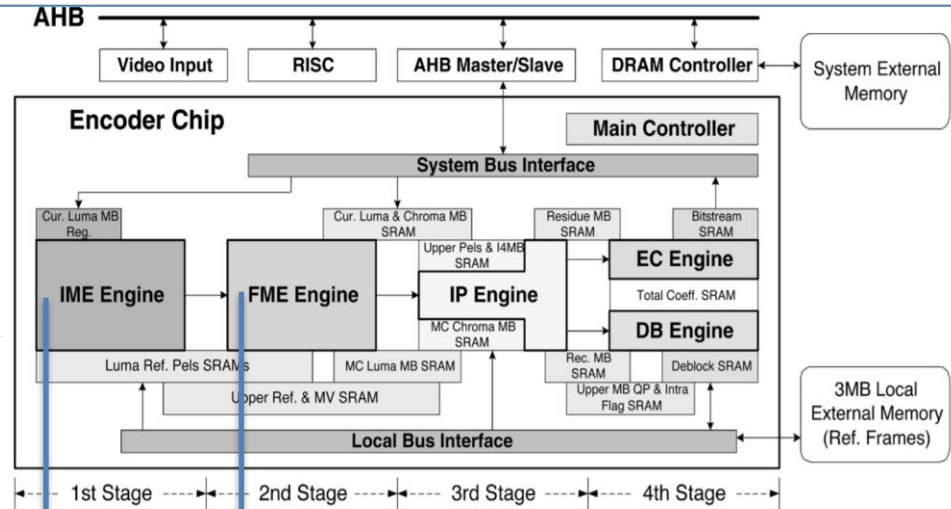 AHB
Video Input
RISC
AHB Master/Slave
DRAM Controller
System External
Memory
Encoder Chip
Main Controller
System Bus Interface
Cur. Luma MB
Reg.
Cur. Luma & Chroma MB
SRAM
Residue MB
SRAM
Bitstream
SRAM
Upper Pels & I4MB
SRAM
IME Engine
FME Engine
IP Engine
EC Engine
Total Coeff. SRAM
DB Engine
MC Chroma MB
SRAM
Luma Ref. Pels SRAMs
MC Luma MB SRAM
Rec. MB
SRAM
Deblock SRAM
Upper Ref. & MV SRAM
Upper MB QP & Intra
Flag SRAM
Local Bus Interface
3MB Local
External Memory
(Ref. Frames)
1st Stage
2nd Stage
3rd Stage
4th Stage